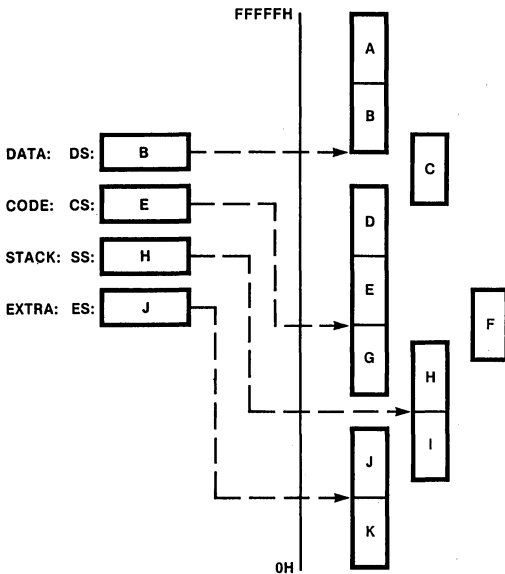 FFFFFH
A
B
DATA: DS: B
C
CODE: CS: E
D
STACK: SS: H
E
EXTRA: ES: J
F
G
H
I
J
K
0H